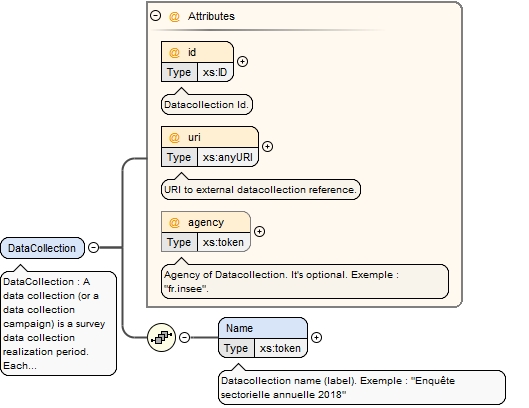 @ Attributes
@ id
Type xs:ID
Datacollection Id.
@ uri
Type xs:anyURI
URI to external datacollection reference.
@ agency
Type xs:token
Agency of Datacollection. It's optional. Exemple :
"fr.insee".
DataCollection
DataCollection : A
data collection (or a
data collection
campaign) is a survey
data collection
realization period.
Each...
Name
Type xs:token
Datacollection name (label). Exemple : "Enquête
sectorielle annuelle 2018"